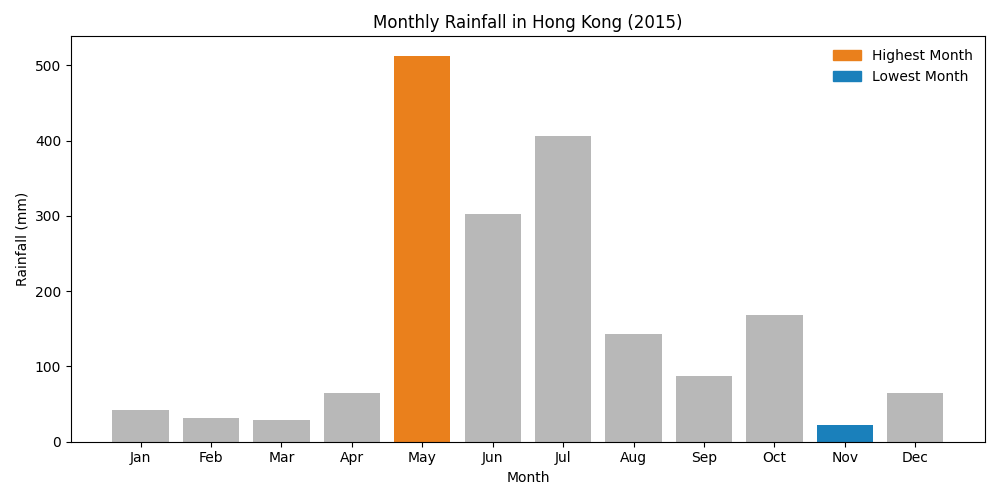 Monthly Rainfall in Hong Kong (2015)
Highest Month
Lowest Month
Rainfall (mm)
500
400
300
200
100
0
Jan Feb Mar Apr May Jun Jul Aug Sep Oct Nov Dec
Month